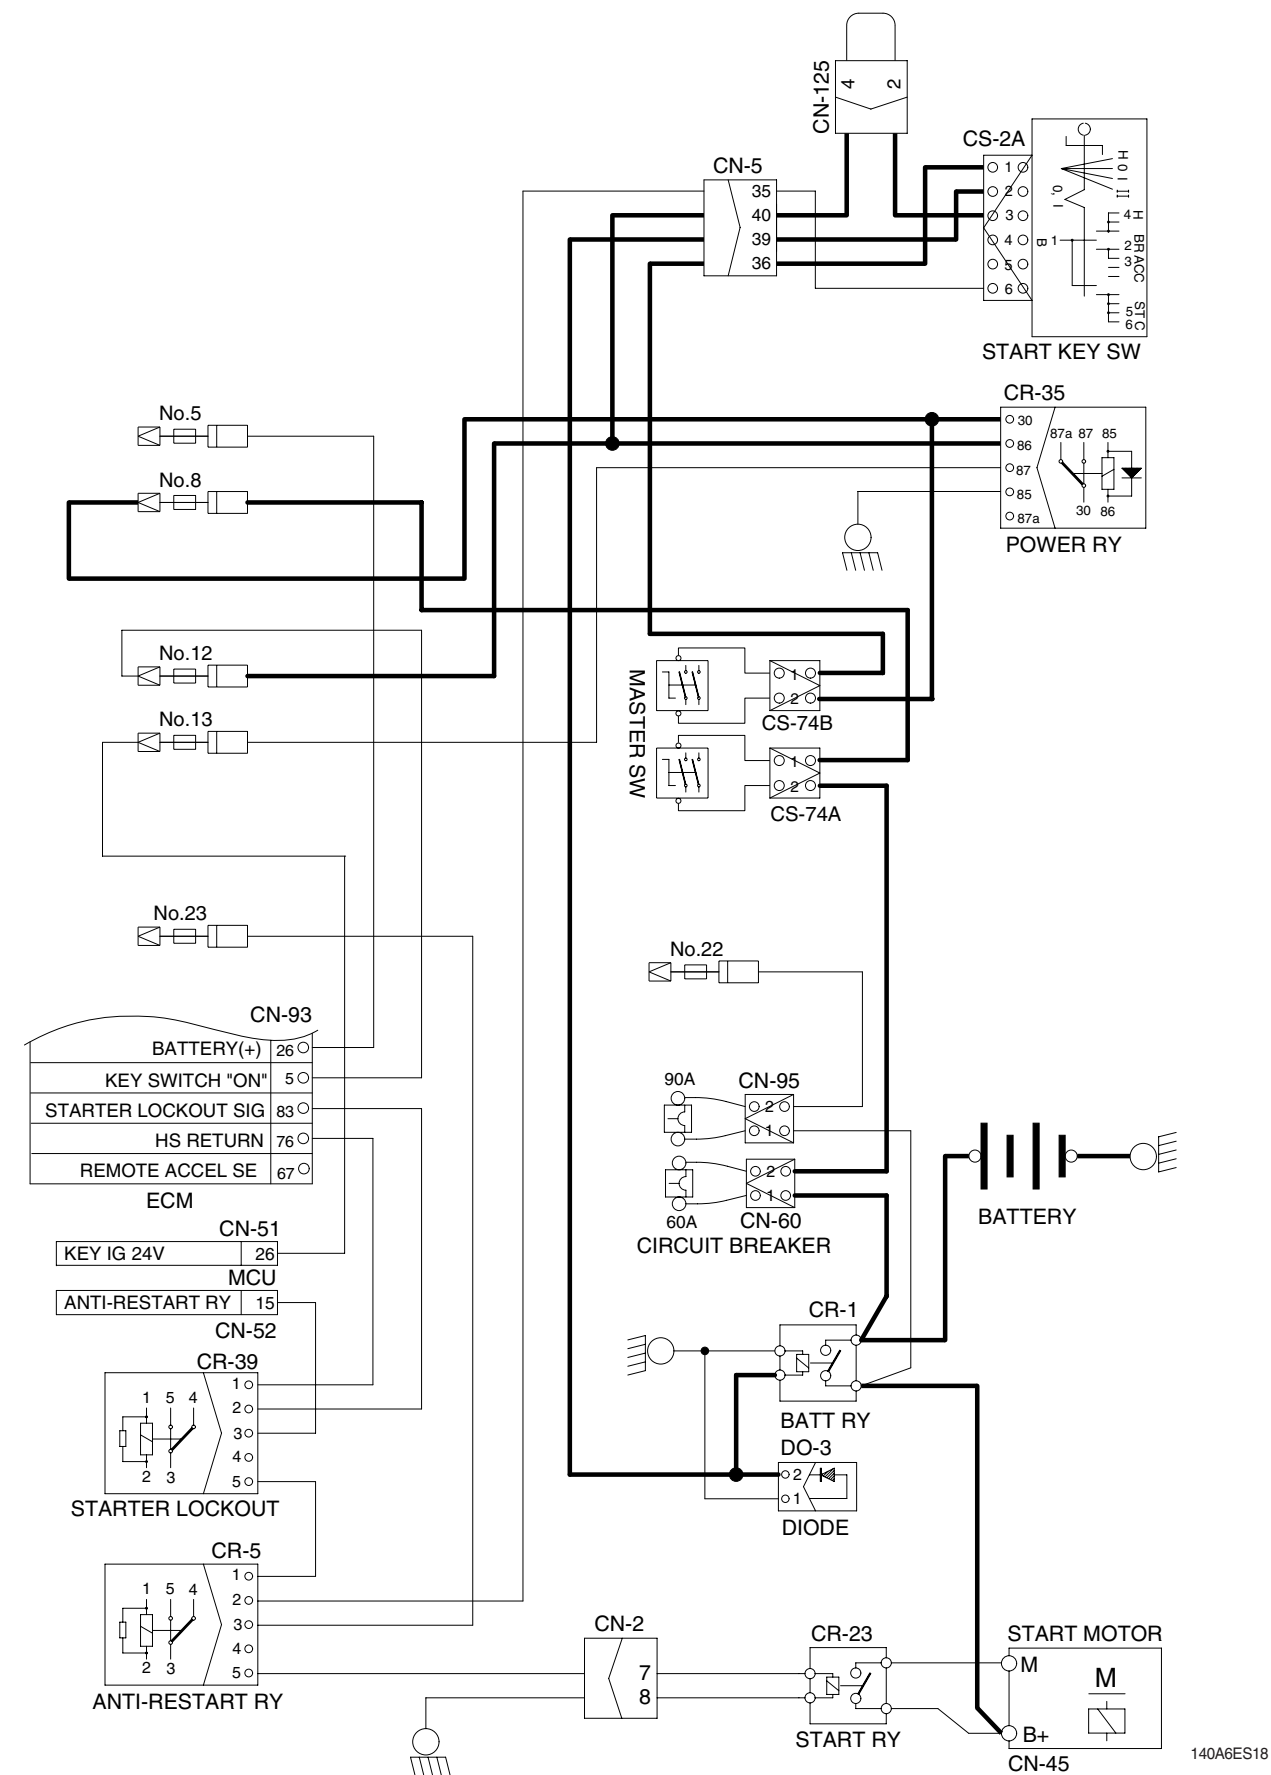 CN-125
4 2
CS-2A
CN-5
35
40
39
36
1
2
3
4
5
6
H O I II
0, I
4 H
B 1
2 BR
3 ACC
5 ST
6 C
START KEY SW
CR-35
30
86
87
85
87a
87a 87 85
30 86
POWER RY
No.5
No.8
No.12
No.13
MASTER SW
1
2
CS-74B
1
2
CS-74A
No.23
No.22
CN-93
BATTERY(+) 26
KEY SWITCH "ON" 5
STARTER LOCKOUT SIG 83
HS RETURN 76
REMOTE ACCEL SE 67
ECM
90A
CN-95
2
1
60A
2
1
CN-60
CIRCUIT BREAKER
BATTERY
CN-51
KEY IG 24V 26
MCU
ANTI-RESTART RY 15
CN-52
CR-1
BATT RY
CR-39
1 5 4
2 3
1
2
3
4
5
STARTER LOCKOUT
DO-3
2
1
DIODE
CR-5
1 5 4
2 3
1
2
3
4
5
ANTI-RESTART RY
CN-2
7
8
CR-23
START RY
START MOTOR
M
M
B+
CN-45
140A6ES18